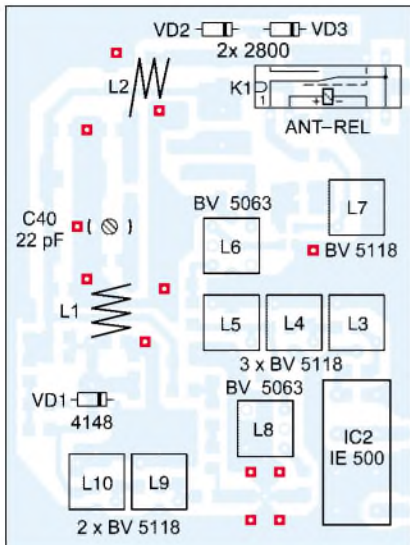 VD2 VD3
2x 2800
L2
K1
1
+ -
ANT-REL
C40
22 pF
BV 5063
L7
L6
BV 5118
L1
L5 L4 L3
3 x BV 5118
BV 5063
VD1
4148
L8
IC2
IE 500
L10 L9
2 x BV 5118